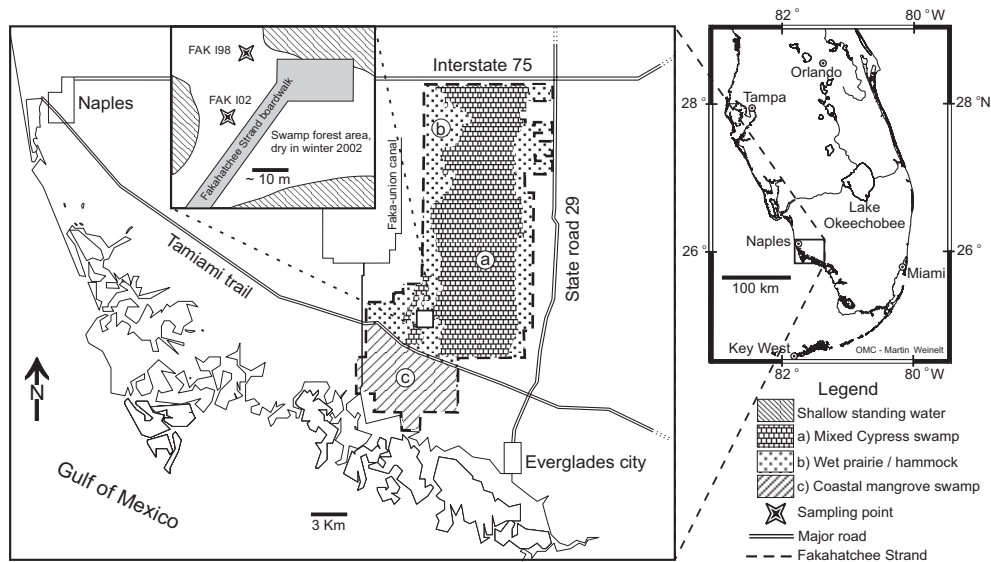 FAK I98
FAK I02
Fakahatchee Strand boardwalk
Swamp forest area,
dry in winter 2002
~ 10 m
Naples
Interstate 75
Faka-union canal
State road 29
Tamiami trail
a
b
c
N
Gulf of Mexico
3 Km
Everglades city
82°
80°W
28°
28°N
26°
26°
82°
80°W
Orlando
Tampa
Lake
Okeechobee
Naples
Miami
100 km
Key West
OMC - Martin Weinelt
Legend
Shallow standing water
a) Mixed Cypress swamp
b) Wet prairie / hammock
c) Coastal mangrove swamp
Sampling point
Major road
Fakahatchee Strand